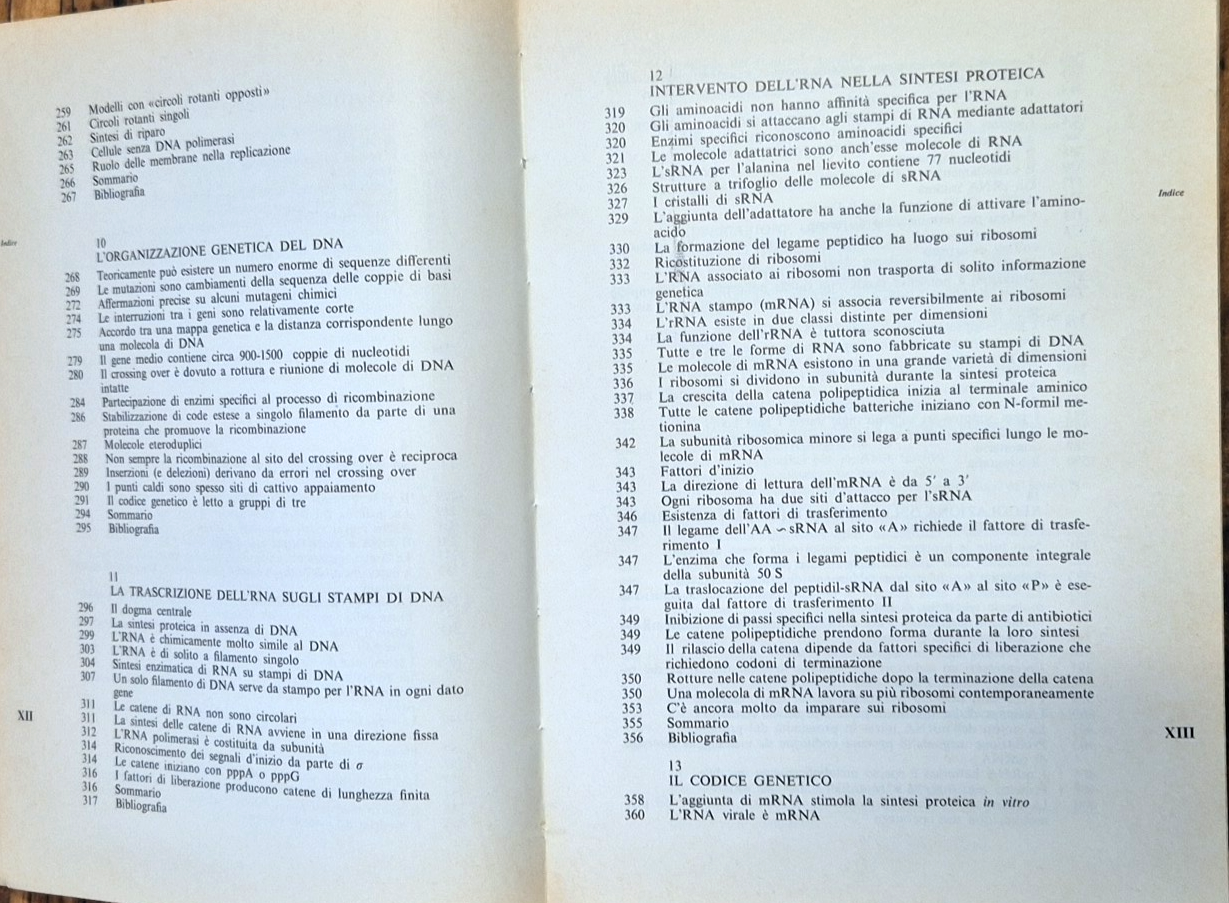 259 Modelli con «circoli rotanti opposti»
261 Circoli rotanti singoli
262 Sintesi di riparo
263 Cellule senza DNA polimerasi
265 Ruolo delle membrane nella replicazione
266 Sommario
267 Bibliografia
Indice
10
L'ORGANIZZAZIONE GENETICA DEL DNA
268 Teoricamente può esistere un numero enorme di sequenze differenti
269 Le mutazioni sono cambiamenti della sequenza delle coppie di basi
272 Affermazioni precise su alcuni mutageni chimici
274 Le interruzioni tra i geni sono relativamente corte
275 Accordo tra una mappa genetica e la distanza corrispondente lungo
una molecola di DNA
279 Il gene medio contiene circa 900-1500 coppie di nucleotidi
280 Il crossing over è dovuto a rottura e riunione di molecole di DNA
intatte
284 Partecipazione di enzimi specifici al processo di ricombinazione
286 Stabilizzazione di code estese a singolo filamento da parte di una
proteina che promuove la ricombinazione
287 Molecole eteroduplici
288 Non sempre la ricombinazione al sito del crossing over è reciproca
289 Inserzioni (e delezioni) derivano da errori nel crossing over
290 I punti caldi sono spesso siti di cattivo appaiamento
291 Il codice genetico è letto a gruppi di tre
294 Sommario
295 Bibliografia
11
LA TRASCRIZIONE DELL'RNA SUGLI STAMPI DI DNA
296 Il dogma centrale
297 La sintesi proteica in assenza di DNA
299 L'RNA è chimicamente molto simile al DNA
303 L'RNA è di solito a filamento singolo
304 Sintesi enzimatica di RNA su stampi di DNA
307 Un solo filamento di DNA serve da stampo per l'RNA in ogni dato
gene
311 Le catene di RNA non sono circolari
311 La sintesi delle catene di RNA avviene in una direzione fissa
312 L'RNA polimerasi è costituita da subunità
314 Riconoscimento dei segnali d'inizio da parte di σ
314 Le catene iniziano con pppA o pppG
316 I fattori di liberazione producono catene di lunghezza finita
316 Sommario
317 Bibliografia
XII
12
INTERVENTO DELL'RNA NELLA SINTESI PROTEICA
319 Gli aminoacidi non hanno affinità specifica per l'RNA
320 Gli aminoacidi si attaccano agli stampi di RNA mediante adattatori
320 Enzimi specifici riconoscono aminoacidi specifici
321 Le molecole adattatrici sono anch'esse molecole di RNA
323 L'sRNA per l'alanina nel lievito contiene 77 nucleotidi
326 Strutture a trifoglio delle molecole di sRNA
327 I cristalli di sRNA
329 L'aggiunta dell'adattatore ha anche la funzione di attivare l'amino-
acido
330 La formazione del legame peptidico ha luogo sui ribosomi
332 Ricostituzione di ribosomi
333 L'RNA associato ai ribosomi non trasporta di solito informazione
genetica
333 L'RNA stampo (mRNA) si associa reversibilmente ai ribosomi
334 L'rRNA esiste in due classi distinte per dimensioni
334 La funzione dell'rRNA è tuttora sconosciuta
335 Tutte e tre le forme di RNA sono fabbricate su stampi di DNA
335 Le molecole di mRNA esistono in una grande varietà di dimensioni
336 I ribosomi si dividono in subunità durante la sintesi proteica
337 La crescita della catena polipeptidica inizia al terminale aminico
338 Tutte le catene polipeptidiche batteriche iniziano con N-formil me-
tionina
342 La subunità ribosomica minore si lega a punti specifici lungo le mo-
lecole di mRNA
343 Fattori d'inizio
343 La direzione di lettura dell'mRNA è da 5' a 3'
343 Ogni ribosoma ha due siti d'attacco per l'sRNA
346 Esistenza di fattori di trasferimento
347 Il legame dell'AA ∽ sRNA al sito «A» richiede il fattore di trasfe-
rimento I
347 L'enzima che forma i legami peptidici è un componente integrale
della subunità 50 S
347 La traslocazione del peptidil-sRNA dal sito «A» al sito «P» è ese-
guita dal fattore di trasferimento II
349 Inibizione di passi specifici nella sintesi proteica da parte di antibiotici
349 Le catene polipeptidiche prendono forma durante la loro sintesi
349 Il rilascio della catena dipende da fattori specifici di liberazione che
richiedono codoni di terminazione
350 Rotture nelle catene polipeptidiche dopo la terminazione della catena
350 Una molecola di mRNA lavora su più ribosomi contemporaneamente
353 C'è ancora molto da imparare sui ribosomi
355 Sommario
356 Bibliografia
Indice
XIII
13
IL CODICE GENETICO
358 L'aggiunta di mRNA stimola la sintesi proteica in vitro
360 L'RNA virale è mRNA